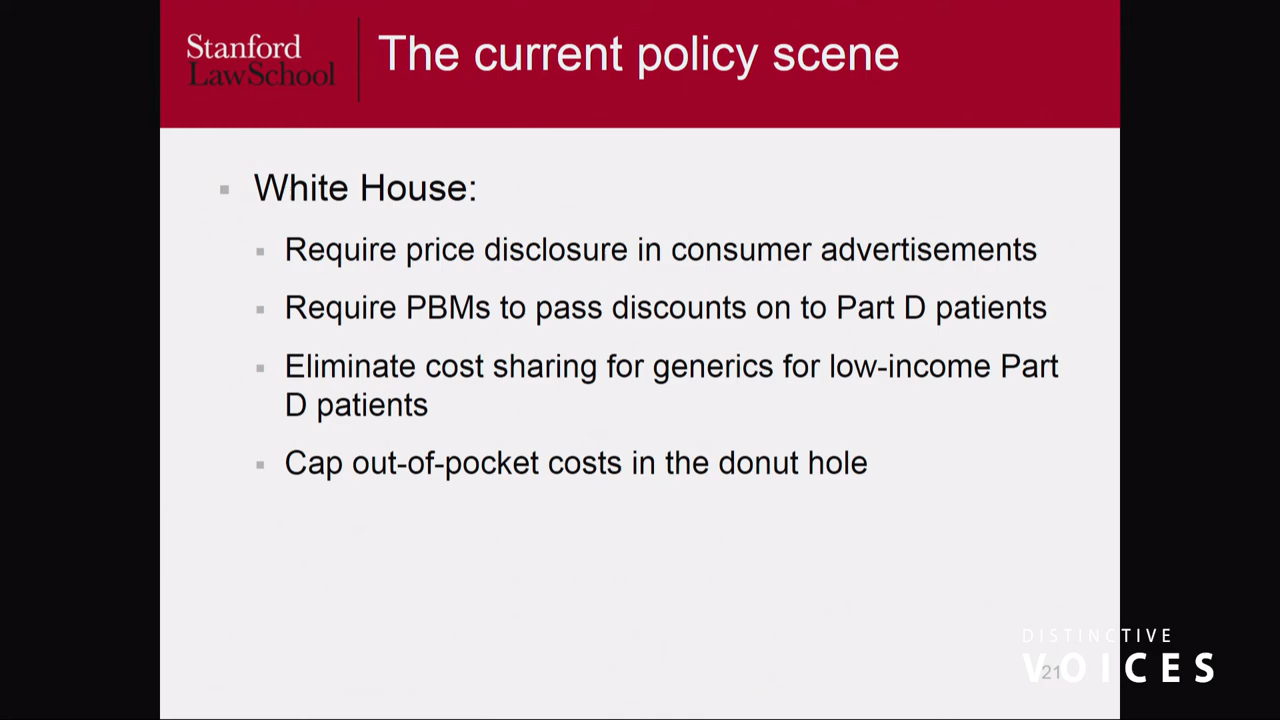 Stanford
LawSchool
The current policy scene
White House:
Require price disclosure in consumer advertisements
Require PBMs to pass discounts on to Part D patients
Eliminate cost sharing for generics for low-income Part
D patients
Cap out-of-pocket costs in the donut hole
DISTINCTIVE
VOICES
21